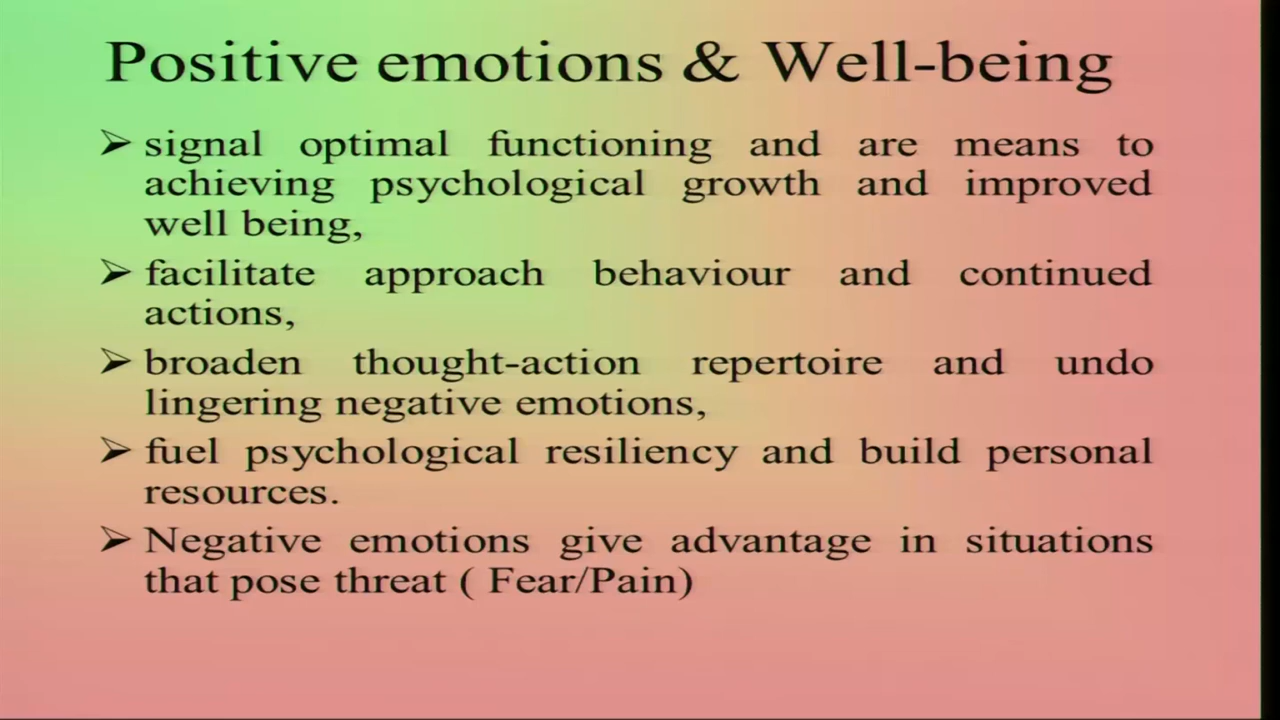 Positive emotions & Well-being
➢ signal optimal functioning and are means to
achieving psychological growth and improved
well being,
➢ facilitate approach behaviour and continued
actions,
➢ broaden thought-action repertoire and undo
lingering negative emotions,
➢ fuel psychological resiliency and build personal
resources.
➢ Negative emotions give advantage in situations
that pose threat ( Fear/Pain)